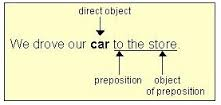 direct object
We drove our car to the store.
preposition object
of preposition